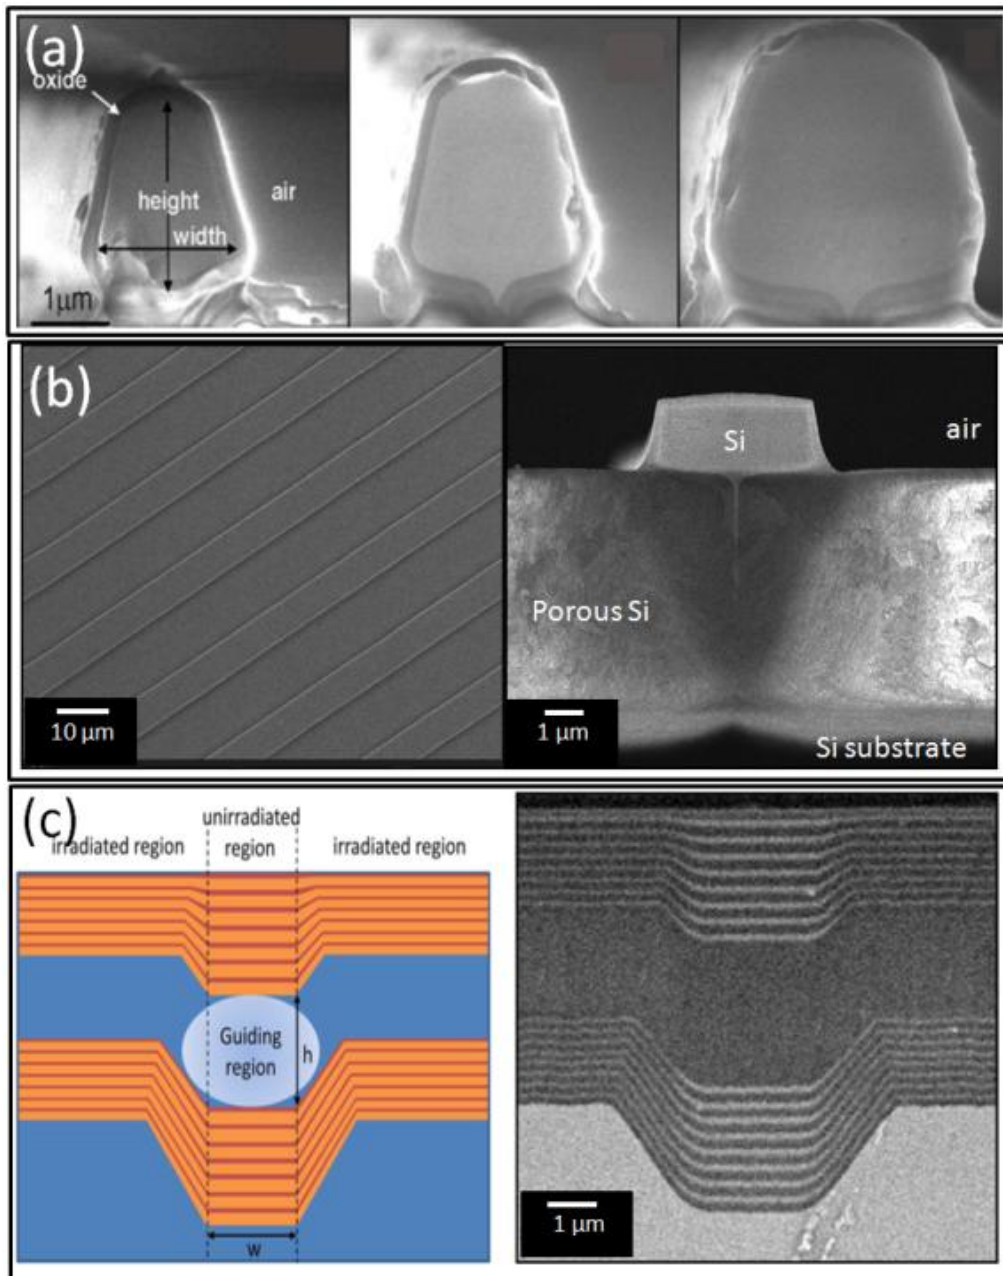 (a)
oxide
height
air
width
1μm
(b)
Si
air
Porous Si
10 μm
1 μm
Si substrate
(c)
unirradiated
irradiated region
region
irradiated region
Guiding
region
h
w
1 μm